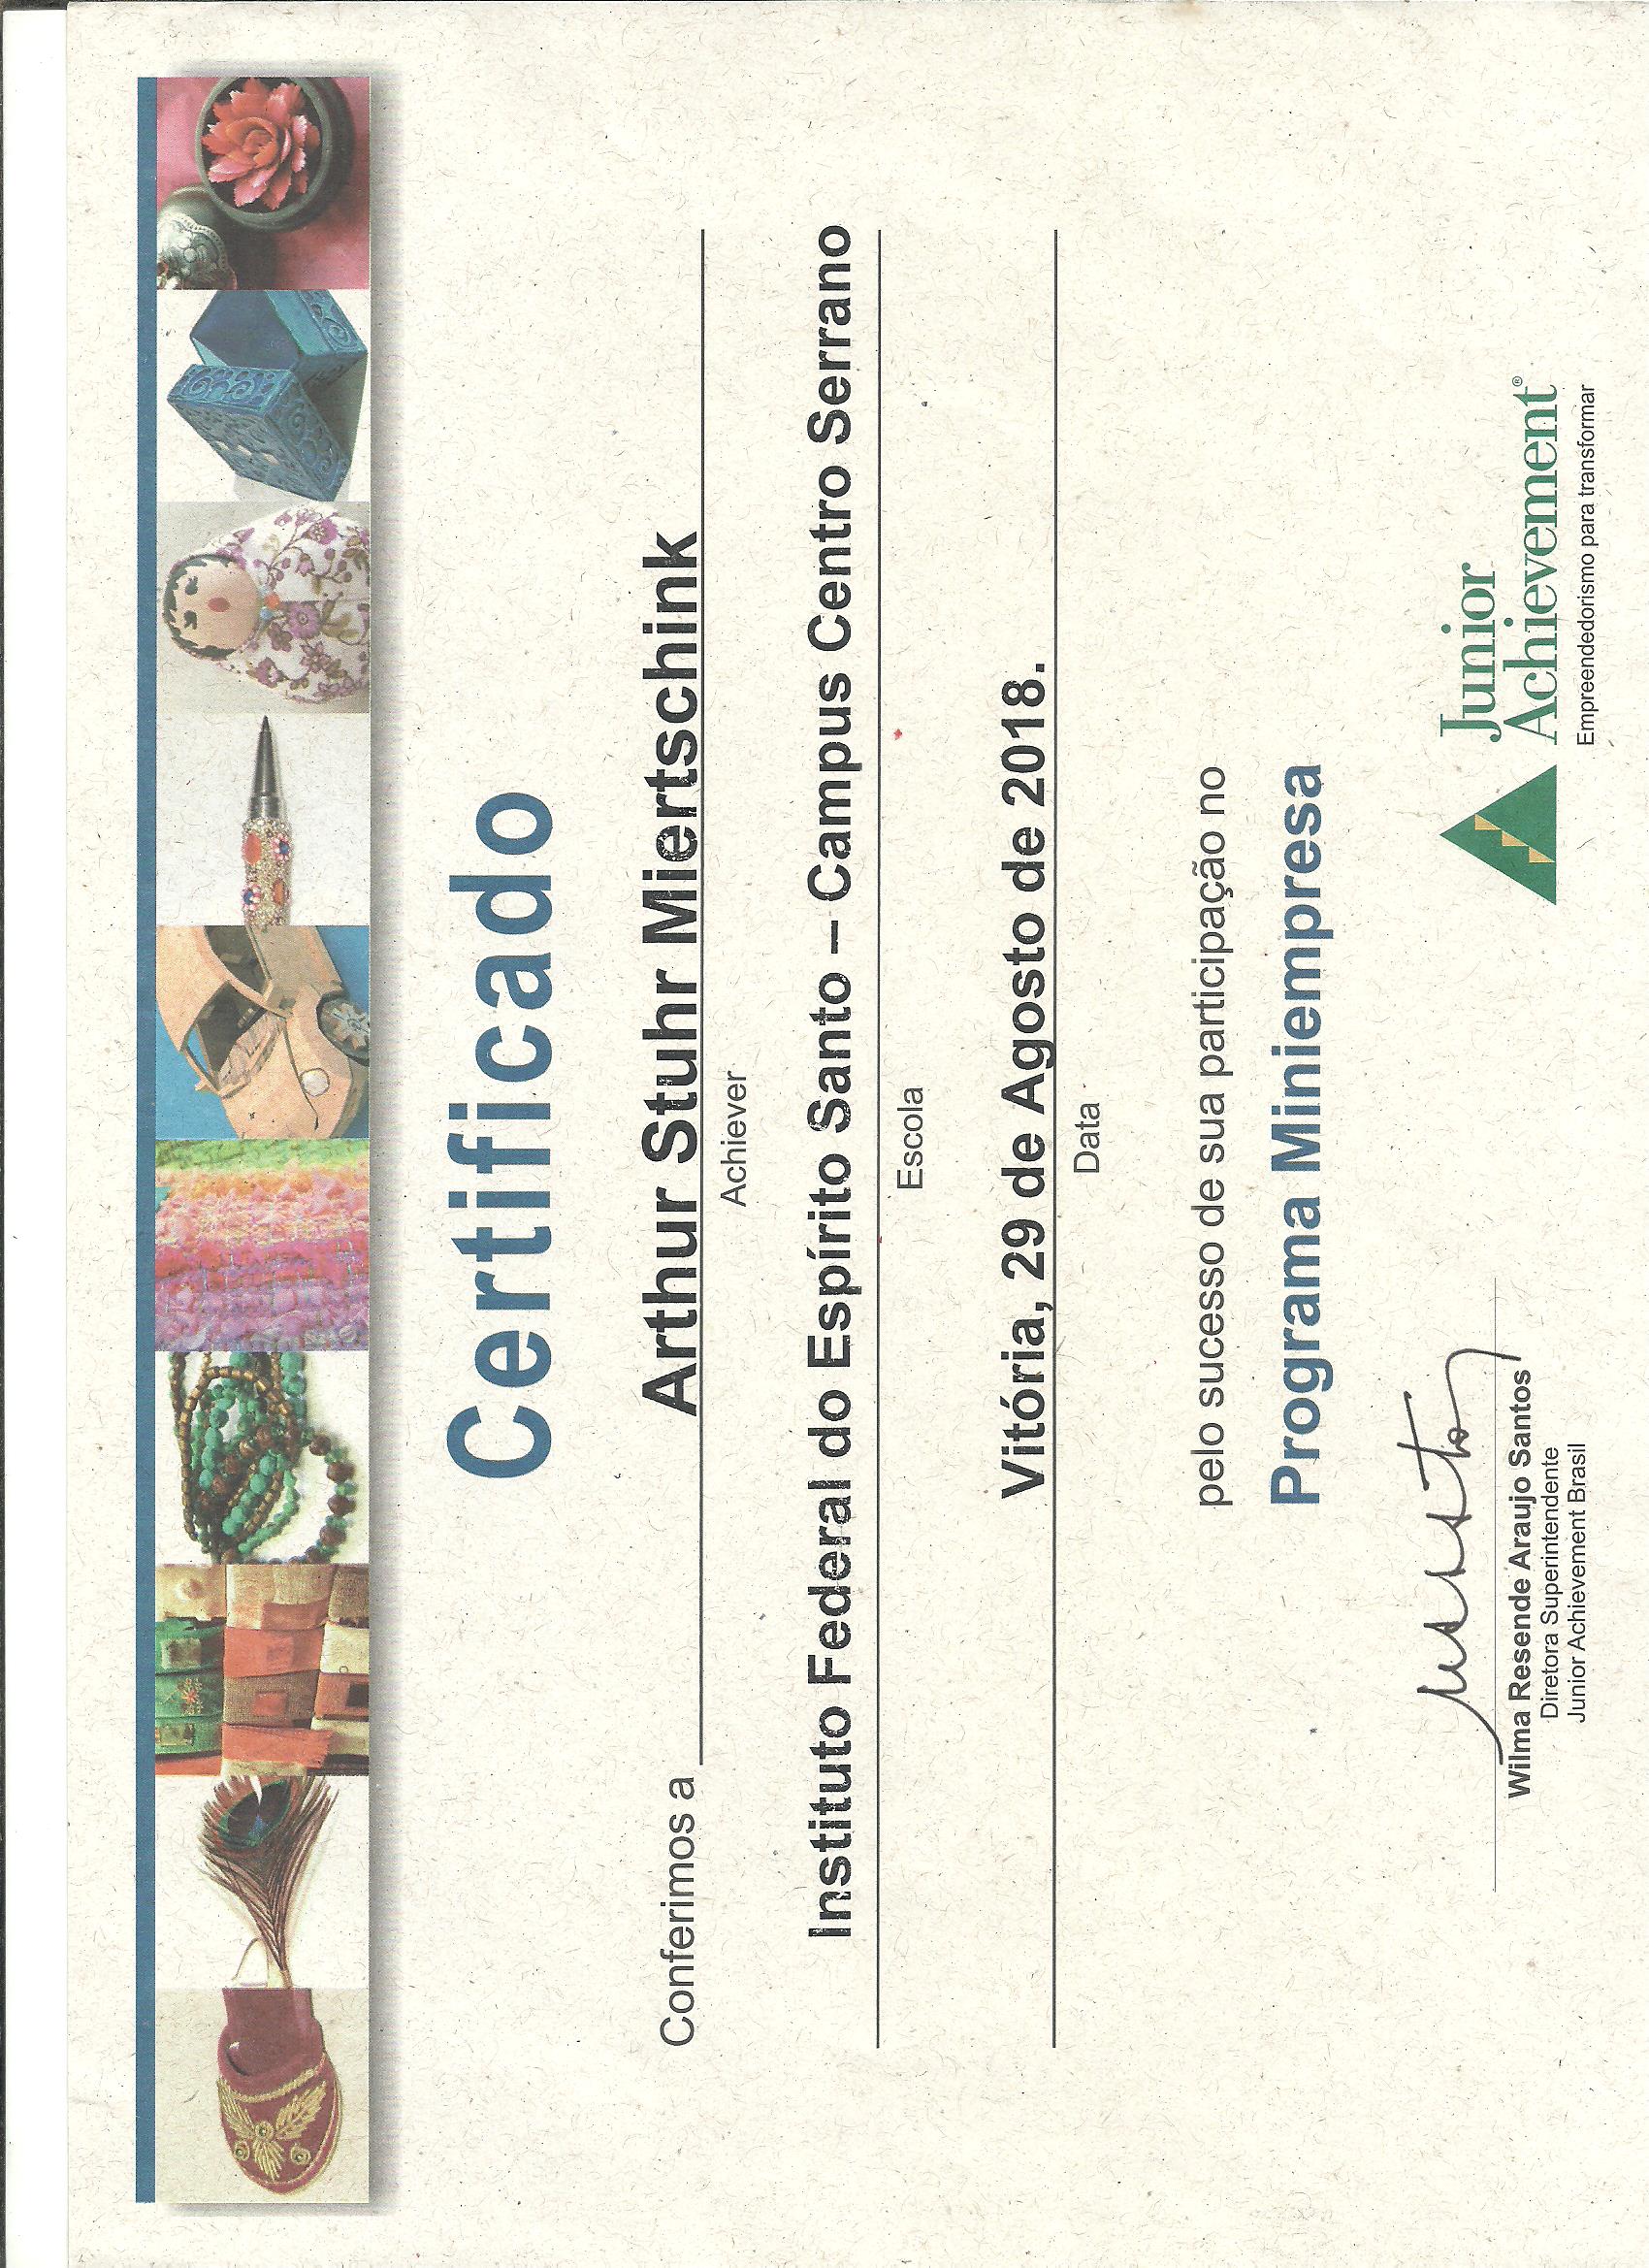 Certificado
Conferimos a Arthur Stuhr Miertschink
Achiever
Instituto Federal do Espírito Santo – Campus Centro Serrano
Escola
Vitória, 29 de Agosto de 2018.
Data
pelo sucesso de sua participação no
Programa Miniempresa
Wilma Resende Araujo Santos
Diretora Superintendente
Junior Achievement Brasil
Junior
Achievement®
Empreendedorismo para transformar